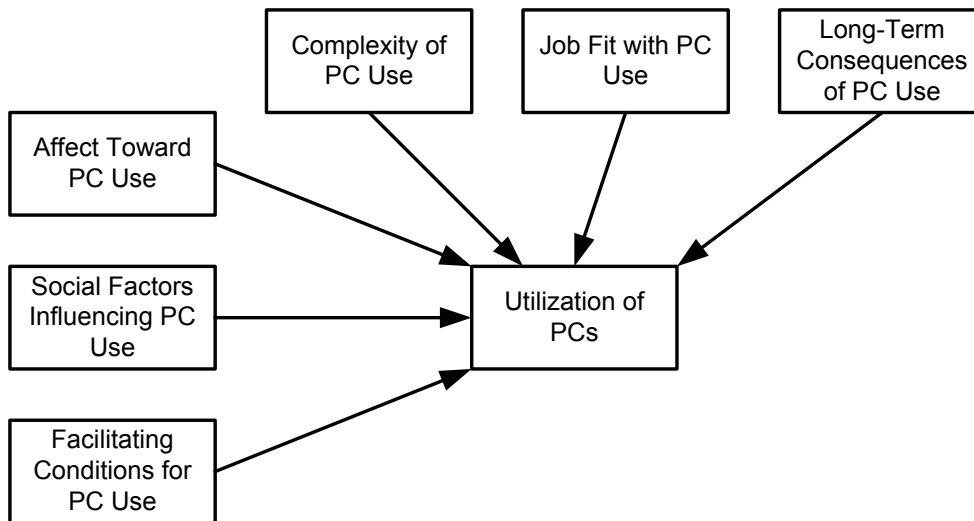 Complexity of
PC Use
Job Fit with PC
Use
Long-Term
Consequences
of PC Use
Affect Toward
PC Use
Social Factors
Influencing PC
Use
Utilization of
PCs
Facilitating
Conditions for
PC Use